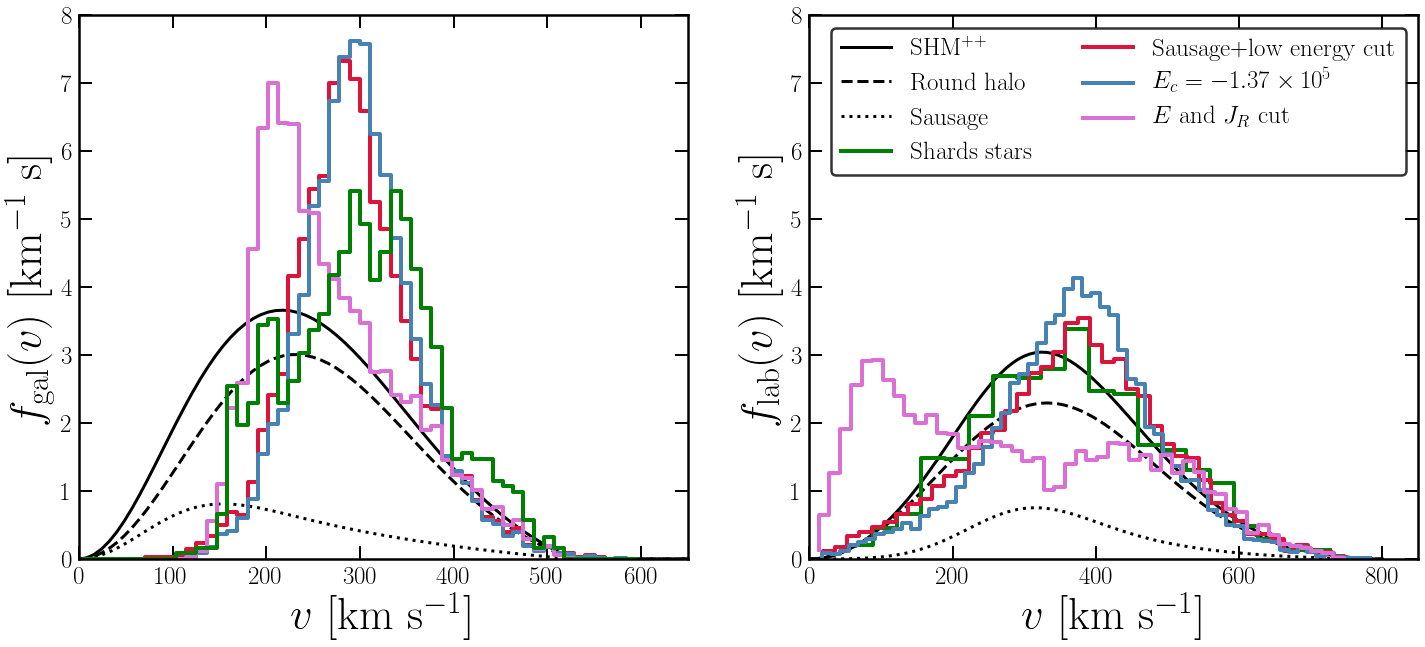 8
7
6
5
4
3
2
1
0
0 100 200 300 400 500 600
f_gal(v) [km⁻¹ s]
v [km s⁻¹]
8
7
6
5
4
3
2
1
0
0 200 400 600 800
f_lab(v) [km⁻¹ s]
v [km s⁻¹]
SHM⁺⁺
Round halo
Sausage
Shards stars
Sausage+low energy cut
E_c = −1.37 × 10⁵
E and J_R cut